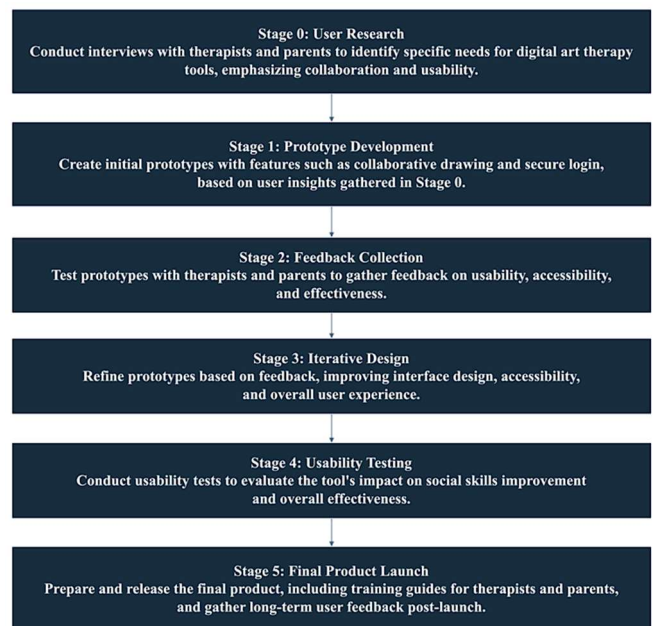 Stage 0: User Research
Conduct interviews with therapists and parents to identify specific needs for digital art therapy
tools, emphasizing collaboration and usability.
Stage 1: Prototype Development
Create initial prototypes with features such as collaborative drawing and secure login,
based on user insights gathered in Stage 0.
Stage 2: Feedback Collection
Test prototypes with therapists and parents to gather feedback on usability, accessibility,
and effectiveness.
Stage 3: Iterative Design
Refine prototypes based on feedback, improving interface design, accessibility,
and overall user experience.
Stage 4: Usability Testing
Conduct usability tests to evaluate the tool's impact on social skills improvement
and overall effectiveness.
Stage 5: Final Product Launch
Prepare and release the final product, including training guides for therapists and parents,
and gather long-term user feedback post-launch.